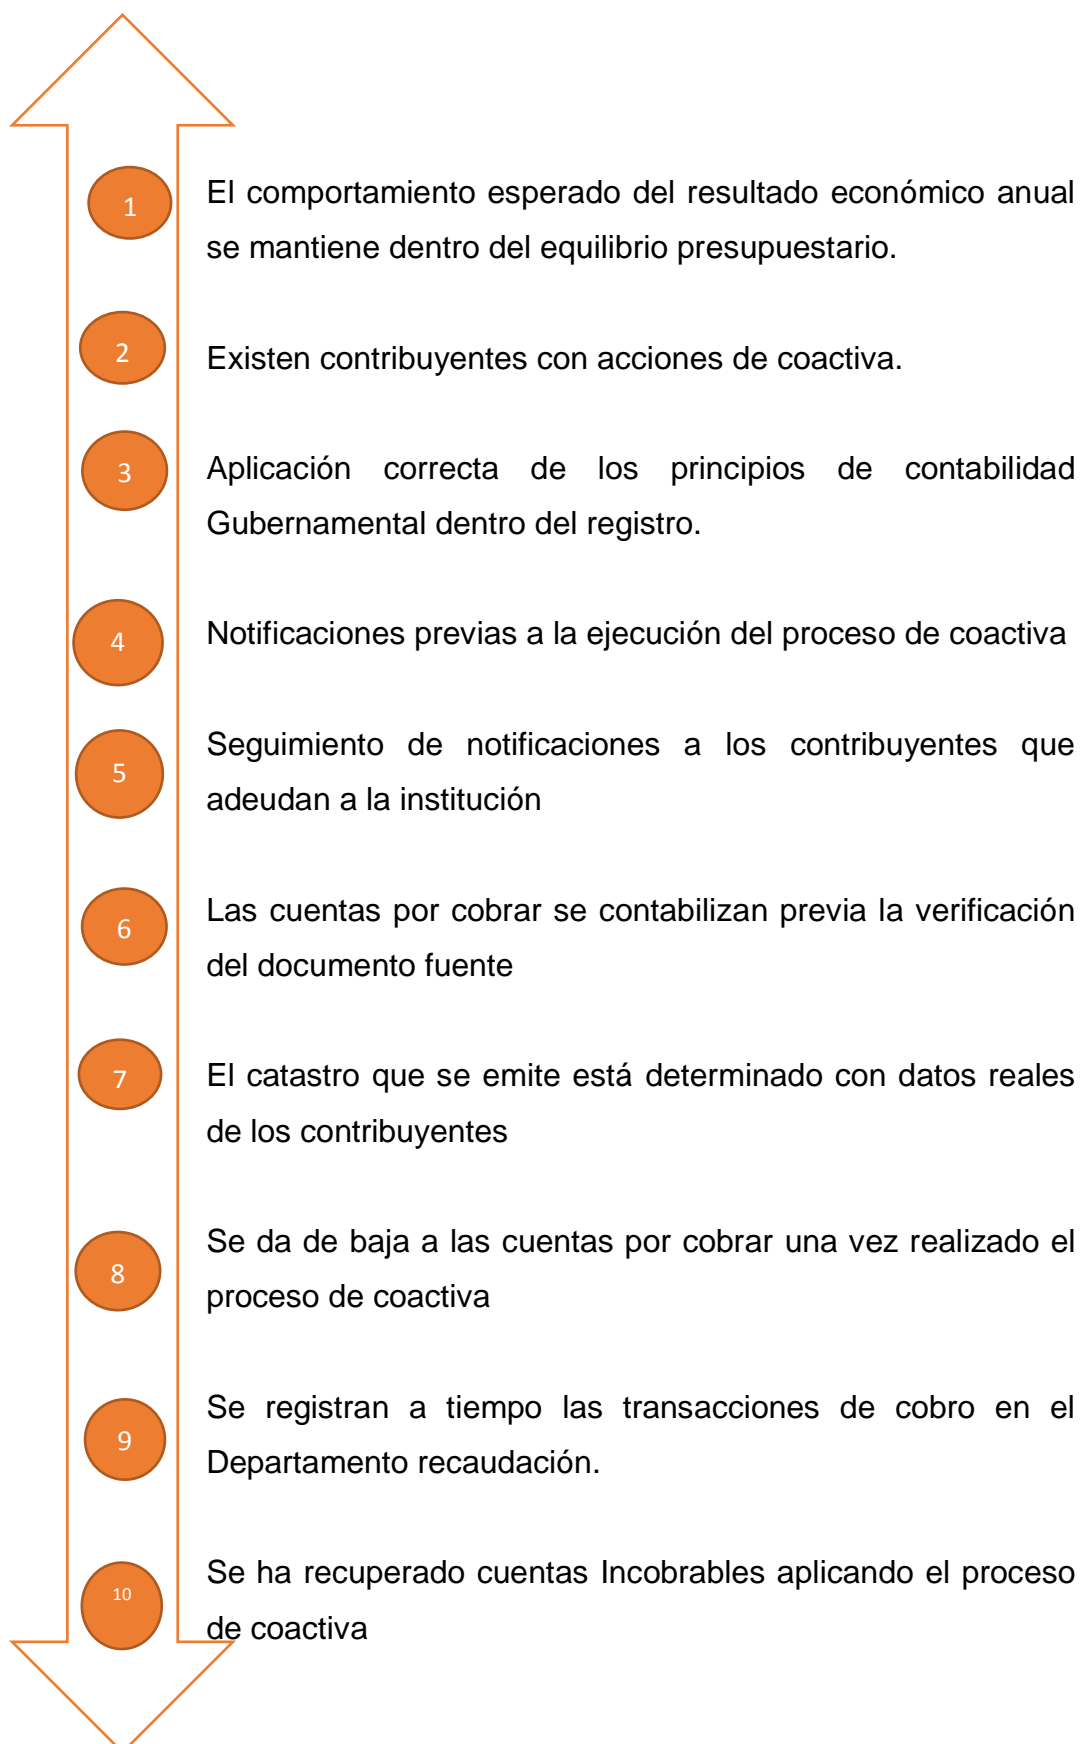 1
El comportamiento esperado del resultado económico anual
se mantiene dentro del equilibrio presupuestario.
2
Existen contribuyentes con acciones de coactiva.
3
Aplicación correcta de los principios de contabilidad
Gubernamental dentro del registro.
4
Notificaciones previas a la ejecución del proceso de coactiva
5
Seguimiento de notificaciones a los contribuyentes que
adeudan a la institución
6
Las cuentas por cobrar se contabilizan previa la verificación
del documento fuente
7
El catastro que se emite está determinado con datos reales
de los contribuyentes
8
Se da de baja a las cuentas por cobrar una vez realizado el
proceso de coactiva
9
Se registran a tiempo las transacciones de cobro en el
Departamento recaudación.
10
Se ha recuperado cuentas Incobrables aplicando el proceso
de coactiva